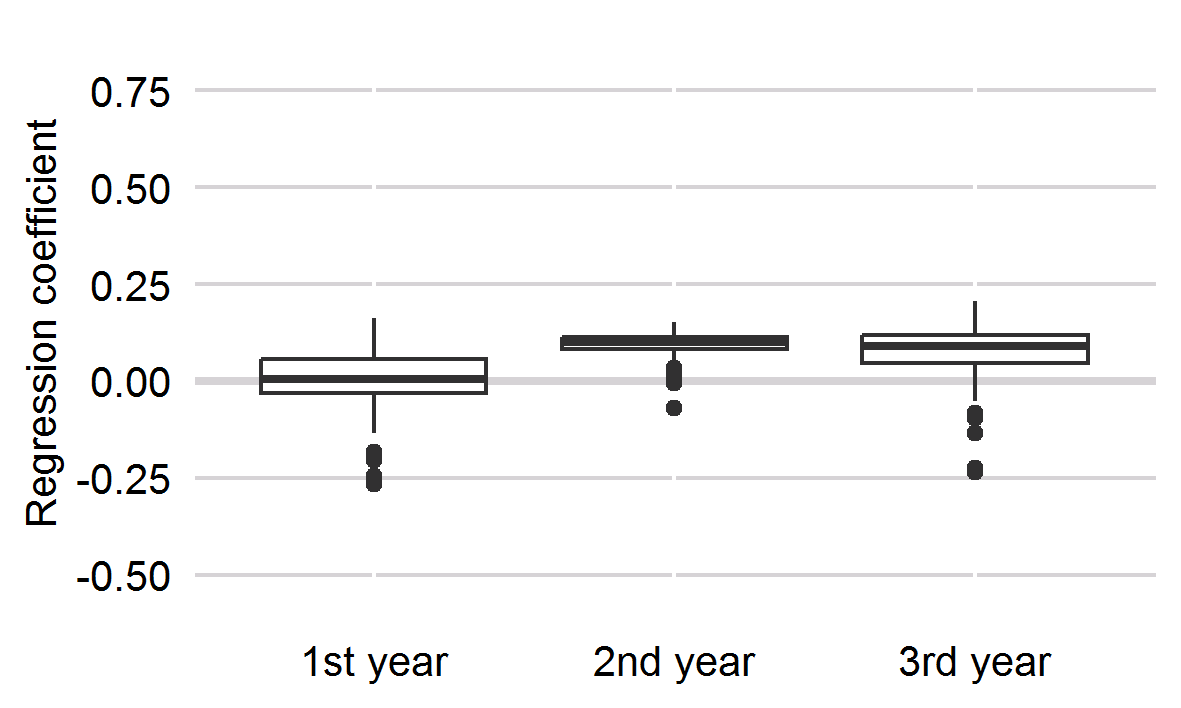 Regression coefficient
0.75
0.50
0.25
0.00
-0.25
-0.50
1st year
2nd year
3rd year